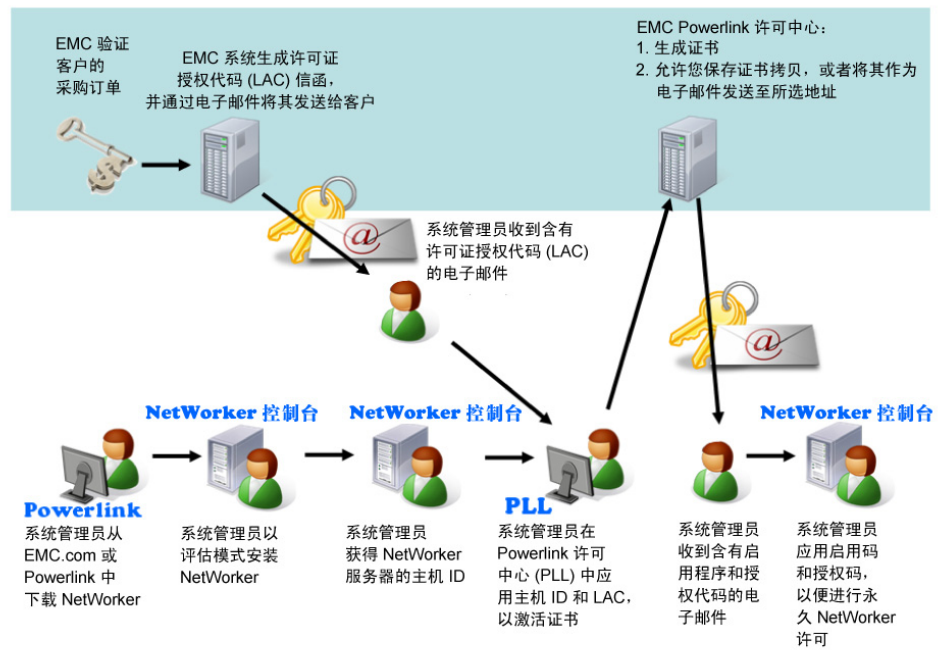 EMC 验证
客户的
采购订单
EMC 系统生成许可证
授权代码 (LAC) 信函，
并通过电子邮件将其发送给客户
EMC Powerlink 许可中心：
1. 生成证书
2. 允许您保存证书拷贝，或者将其作为
电子邮件发送至所选地址
系统管理员收到含有
许可证授权代码 (LAC)
的电子邮件
NetWorker 控制台
NetWorker 控制台
NetWorker 控制台
Powerlink
PLL
系统管理员从
EMC.com 或
Powerlink 中
下载 NetWorker
系统管理员以
评估模式安装
NetWorker
系统管理员
获得 NetWorker
服务器的主机 ID
系统管理员在
Powerlink 许可
中心 (PLL) 中应
用主机 ID 和 LAC，
以激活证书
系统管理员
收到含有启
用程序和授
权代码的电
子邮件
系统管理员
应用启用码
和授权码，
以便进行永
久 NetWorker
许可